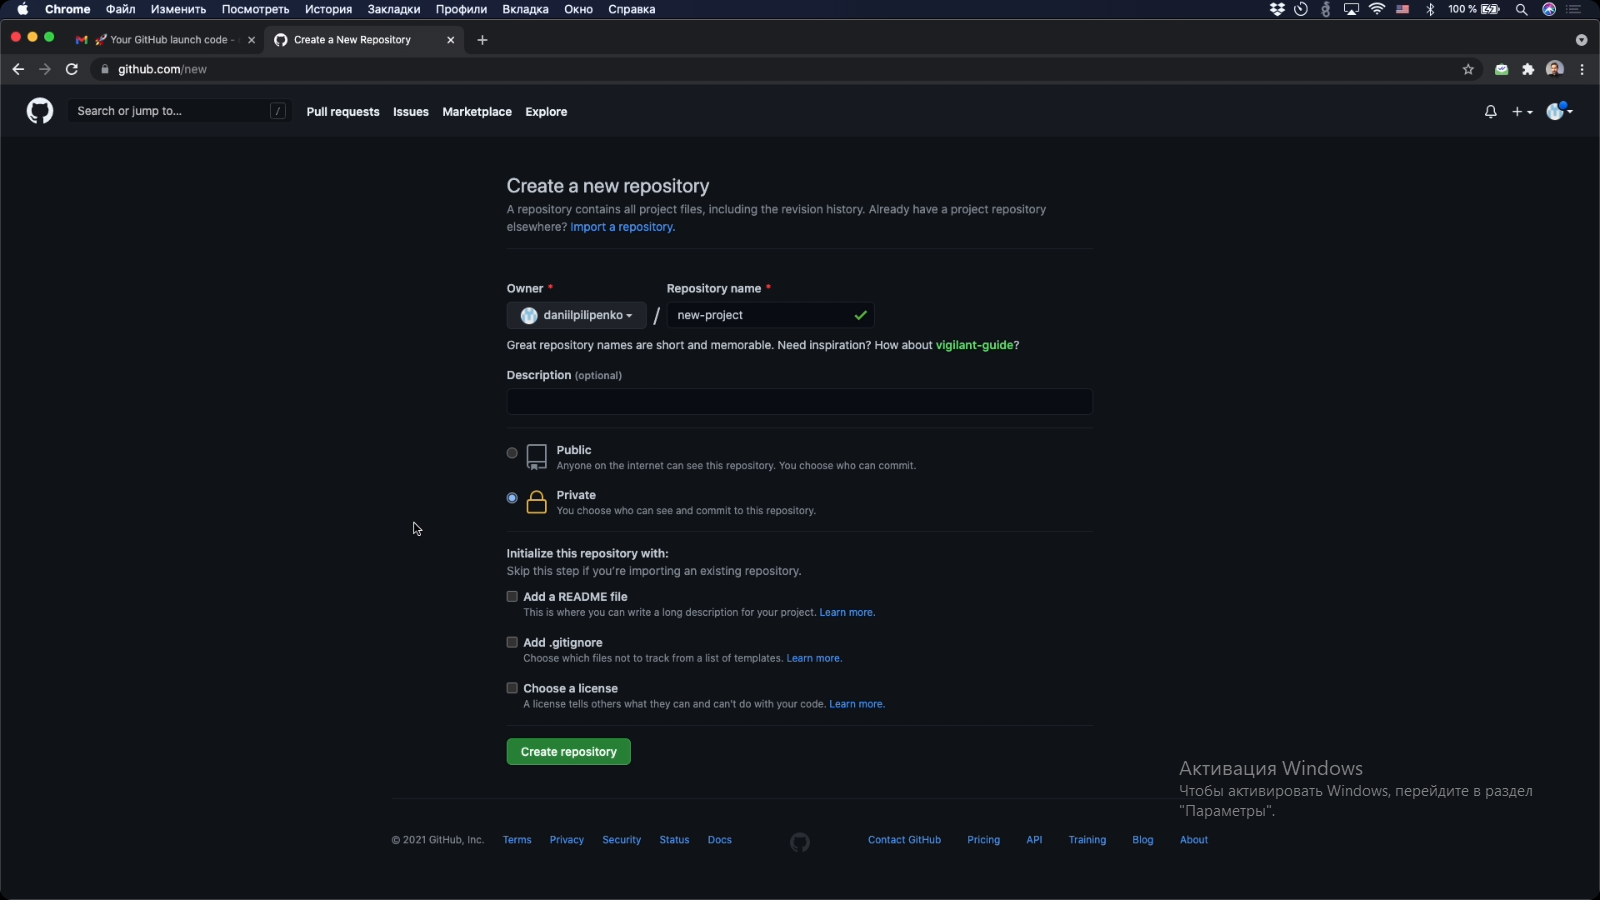 Chrome Файл Изменить Посмотреть История Закладки Профили Вкладка Окно Справка 100 %
Your GitHub launch code - Create a New Repository
github.com/new
Search or jump to... / Pull requests Issues Marketplace Explore
Create a new repository
A repository contains all project files, including the revision history. Already have a project repository
elsewhere? Import a repository.
Owner * Repository name *
daniilpilipenko / new-project
Great repository names are short and memorable. Need inspiration? How about vigilant-guide?
Description (optional)
Public
Anyone on the internet can see this repository. You choose who can commit.
Private
You choose who can see and commit to this repository.
Initialize this repository with:
Skip this step if you're importing an existing repository.
Add a README file
This is where you can write a long description for your project. Learn more.
Add .gitignore
Choose which files not to track from a list of templates. Learn more.
Choose a license
A license tells others what they can and can't do with your code. Learn more.
Create repository
Активация Windows
Чтобы активировать Windows, перейдите в раздел
"Параметры".
© 2021 GitHub, Inc. Terms Privacy Security Status Docs Contact GitHub Pricing API Training Blog About